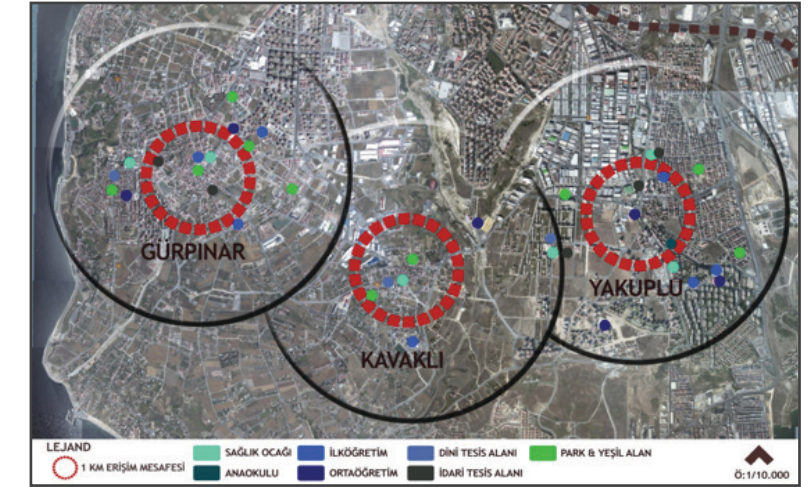 GÜRPINAR
KAVAKLI
YAKUPLU
LEJAND
1 KM ERİŞİM MESAFESİ
SAĞLIK OCAĞI
İLKÖĞRETİM
DİNİ TESİS ALANI
PARK & YEŞİL ALAN
ANAOKULU
ORTAÖĞRETİM
İDARİ TESİS ALANI
Ö:1/10.000